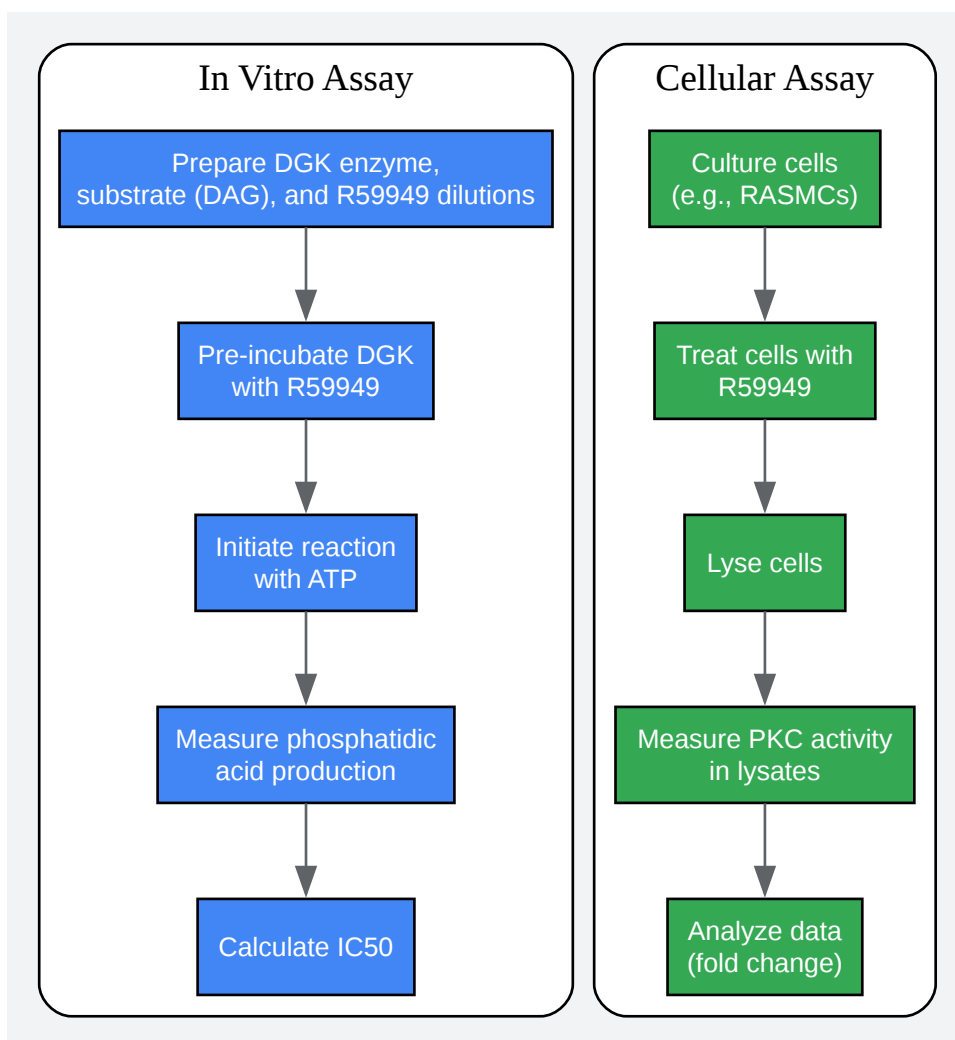 In Vitro Assay
Prepare DGK enzyme,
substrate (DAG), and R59949 dilutions
Pre-incubate DGK
with R59949
Initiate reaction
with ATP
Measure phosphatidic
acid production
Calculate IC50
Cellular Assay
Culture cells
(e.g., RASMCs)
Treat cells with
R59949
Lyse cells
Measure PKC activity
in lysates
Analyze data
(fold change)